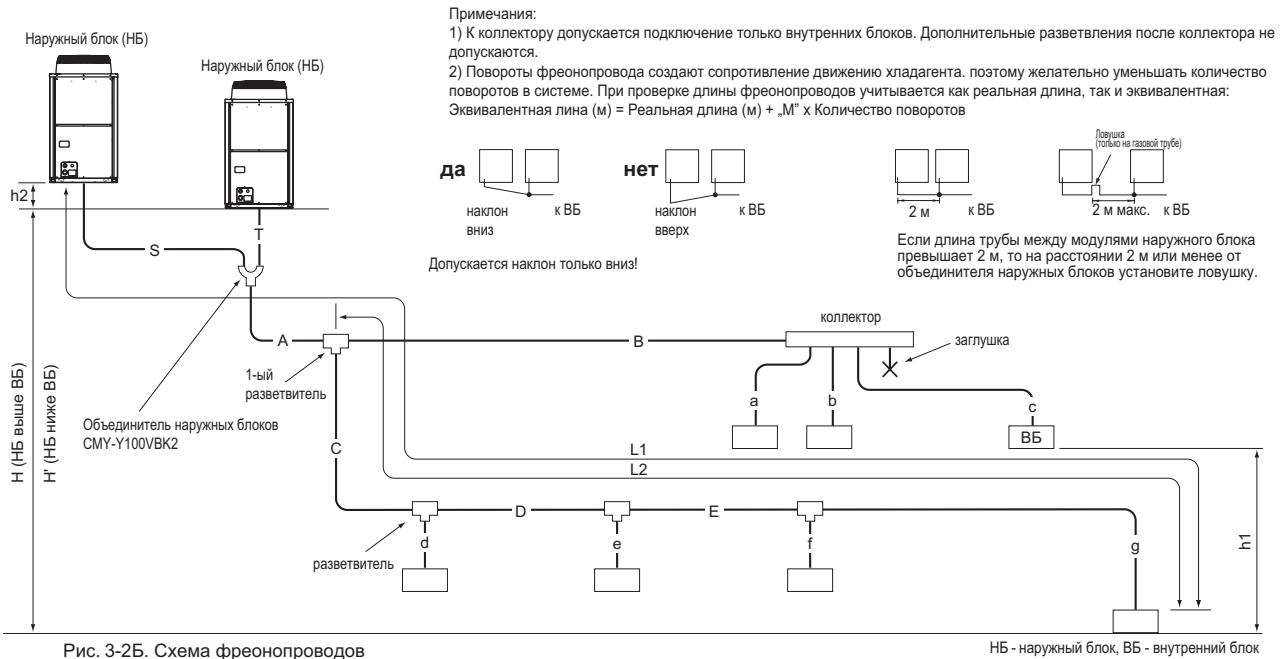 Примечания:
1) К коллектору допускается подключение только внутренних блоков. Дополнительные разветвления после коллектора не
допускаются.
2) Повороты фреонопровода создают сопротивление движению хладагента. поэтому желательно уменьшать количество
поворотов в системе. При проверке длины фреонопроводов учитывается как реальная длина, так и эквивалентная:
Эквивалентная лина (м) = Реальная длина (м) + „М” х Количество поворотов
Наружный блок (НБ)
Наружный блок (НБ)
да
наклон
вниз
к ВБ
нет
наклон
вверх
к ВБ
2 м
к ВБ
Ловушка
(только на газовой трубе)
2 м макс.
к ВБ
Допускается наклон только вниз!
Если длина трубы между модулями наружного блока
превышает 2 м, то на расстоянии 2 м или менее от
объединителя наружных блоков установите ловушку.
h2
S
T
A
B
коллектор
заглушка
1-ый
разветвитель
Объединитель наружных блоков
CMY-Y100VBK2
a
b
c
ВБ
H (НБ выше ВБ)
H' (НБ ниже ВБ)
C
L1
L2
D
E
d
e
f
g
h1
разветвитель
Рис. 3-2Б. Схема фреонопроводов
НБ - наружный блок, ВБ - внутренний блок